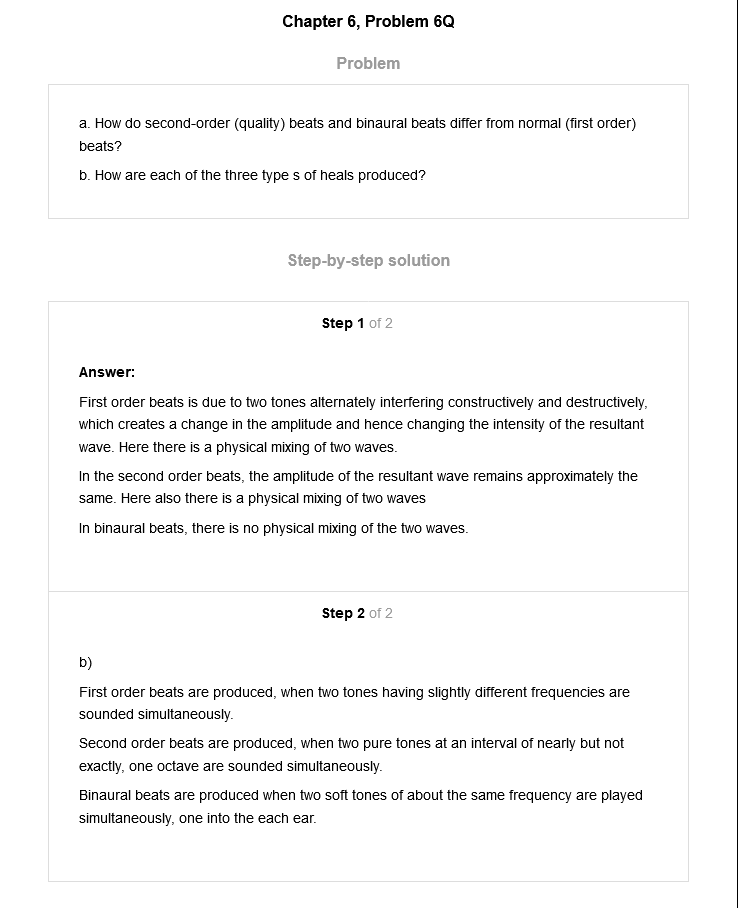 Chapter 6, Problem 6Q
Problem
a. How do second-order (quality) beats and binaural beats differ from normal (first order)
beats?
b. How are each of the three type s of heals produced?
Step-by-step solution
Step 1 of 2
Answer:
First order beats is due to two tones alternately interfering constructively and destructively,
which creates a change in the amplitude and hence changing the intensity of the resultant
wave. Here there is a physical mixing of two waves.
In the second order beats, the amplitude of the resultant wave remains approximately the
same. Here also there is a physical mixing of two waves
In binaural beats, there is no physical mixing of the two waves.
Step 2 of 2
b)
First order beats are produced, when two tones having slightly different frequencies are
sounded simultaneously.
Second order beats are produced, when two pure tones at an interval of nearly but not
exactly, one octave are sounded simultaneously.
Binaural beats are produced when two soft tones of about the same frequency are played
simultaneously, one into the each ear.